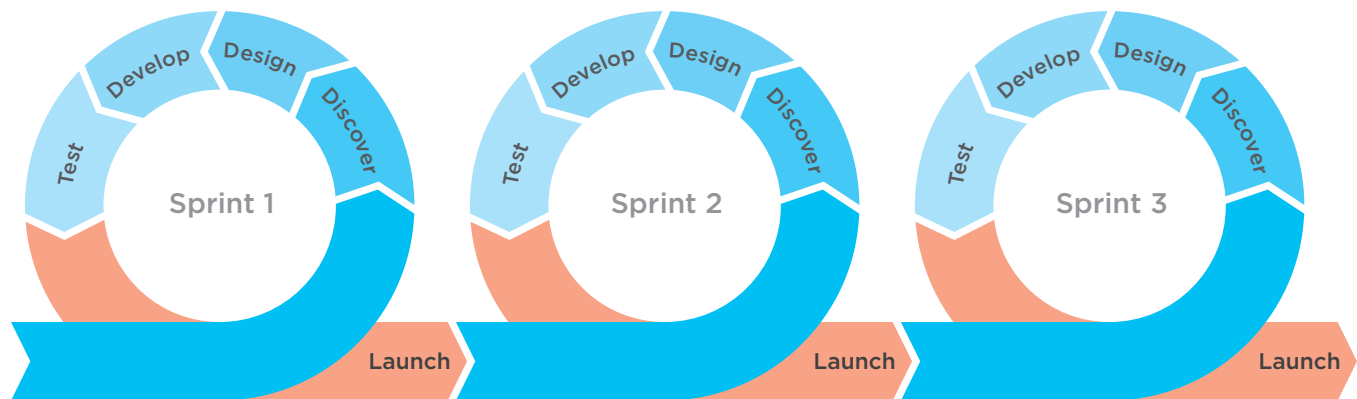 Discover
Design
Develop
Test
Sprint 1
Launch
Discover
Design
Develop
Test
Sprint 2
Launch
Discover
Design
Develop
Test
Sprint 3
Launch